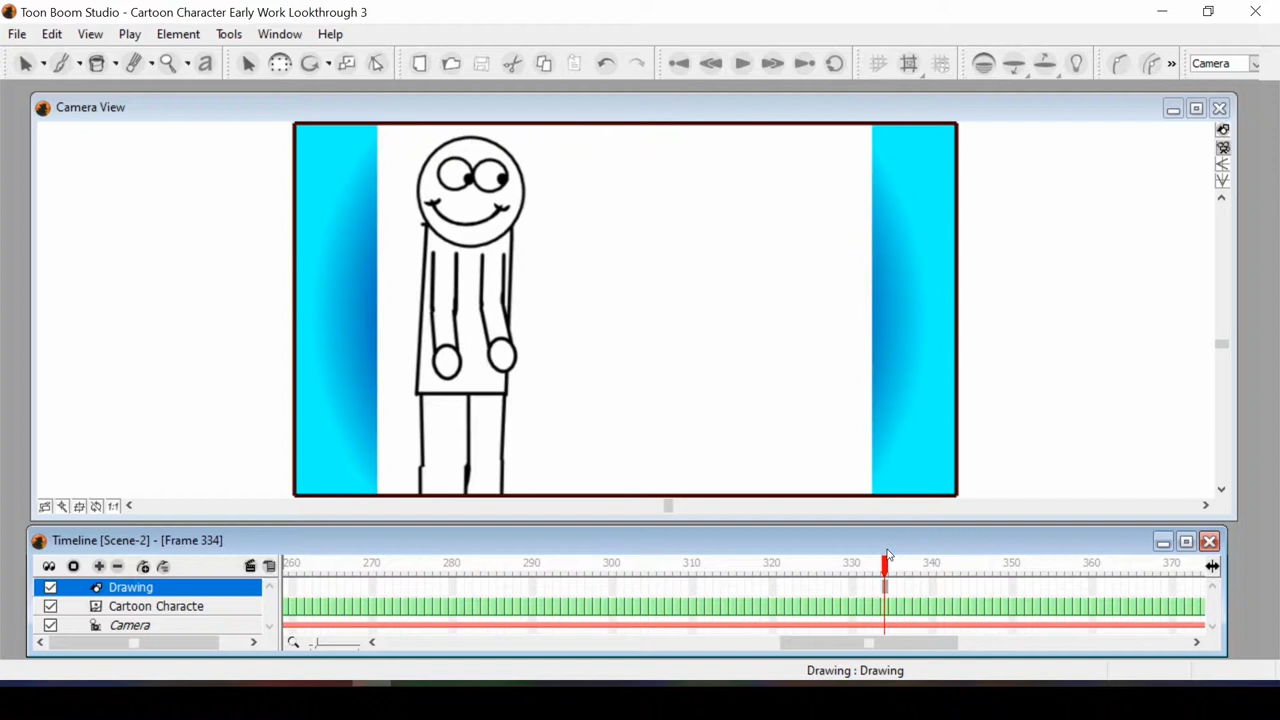 Toon Boom Studio - Cartoon Character Early Work Lookthrough 3
File Edit View Play Element Tools Window Help
a Camera
Camera View
1:1
Timeline [Scene-2] - [Frame 334]
260 270 280 290 300 310 320 330 340 350 360 370
Drawing
Cartoon Characte
Camera
Drawing : Drawing